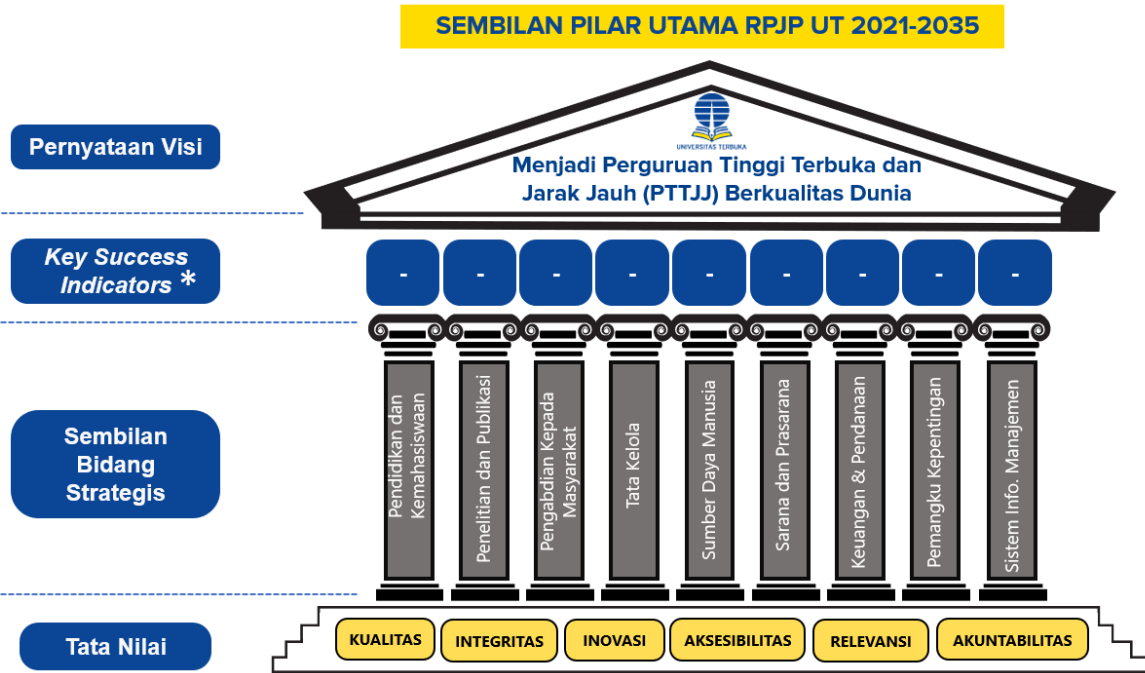 SEMBILAN PILAR UTAMA RPJP UT 2021-2035
Pernyataan Visi
UNIVERSITAS TERBUKA
Menjadi Perguruan Tinggi Terbuka dan
Jarak Jauh (PTTJJ) Berkualitas Dunia
Key Success
Indicators *
- - - - - - - - -
Sembilan
Bidang
Strategis
Pendidikan dan
Kemahasiswaan
Penelitian dan Publikasi
Pengabdian Kepada
Masyarakat
Tata Kelola
Sumber Daya Manusia
Sarana dan Prasarana
Keuangan & Pendanaan
Pemangku Kepentingan
Sistem Info. Manajemen
Tata Nilai
KUALITAS INTEGRITAS INOVASI AKSESIBILITAS RELEVANSI AKUNTABILITAS